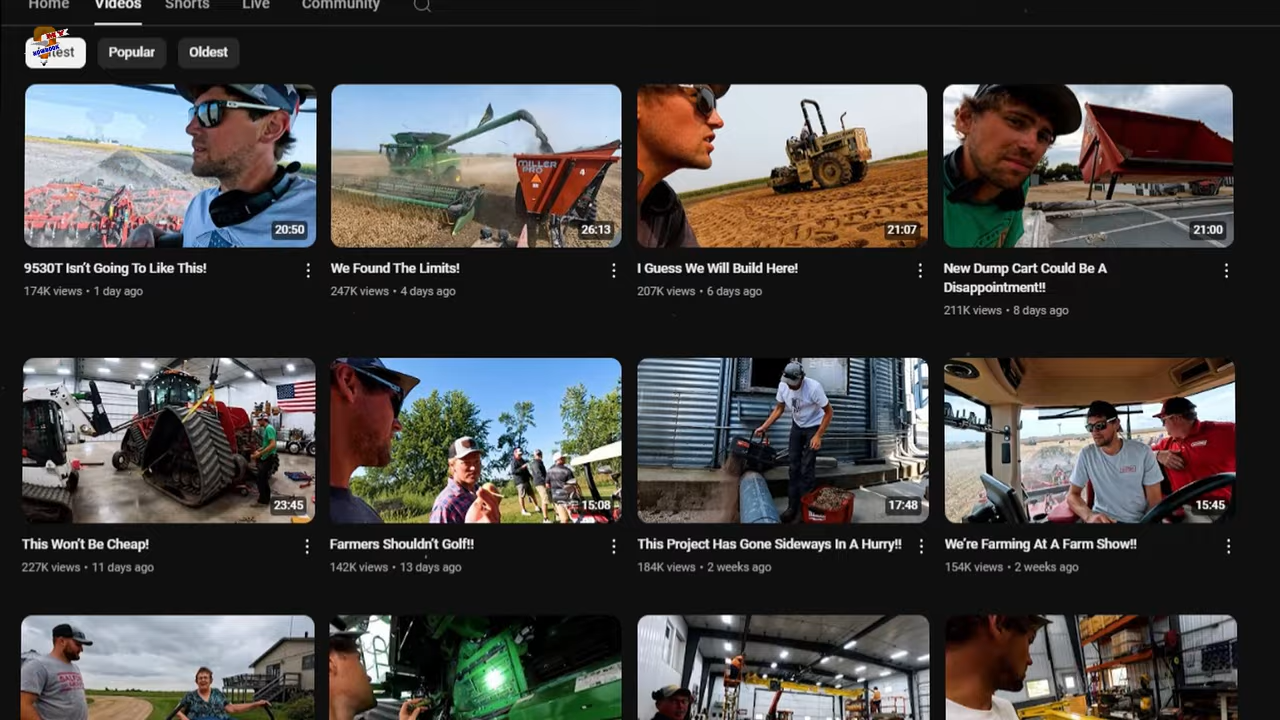 Home Videos Shorts Live Community
test Popular Oldest
MILLER
PRO
4
20:50 26:13 21:07 21:00
9530T Isn't Going To Like This! We Found The Limits! I Guess We Will Build Here! New Dump Cart Could Be A
Disappointment!!
174K views • 1 day ago 247K views • 4 days ago 207K views • 6 days ago
211K views • 8 days ago
23:45 15:08 17:48 15:45
This Won't Be Cheap! Farmers Shouldn't Golf!! This Project Has Gone Sideways In A Hurry!! We're Farming At A Farm Show!!
227K views • 11 days ago 142K views • 13 days ago 184K views • 2 weeks ago 154K views • 2 weeks ago